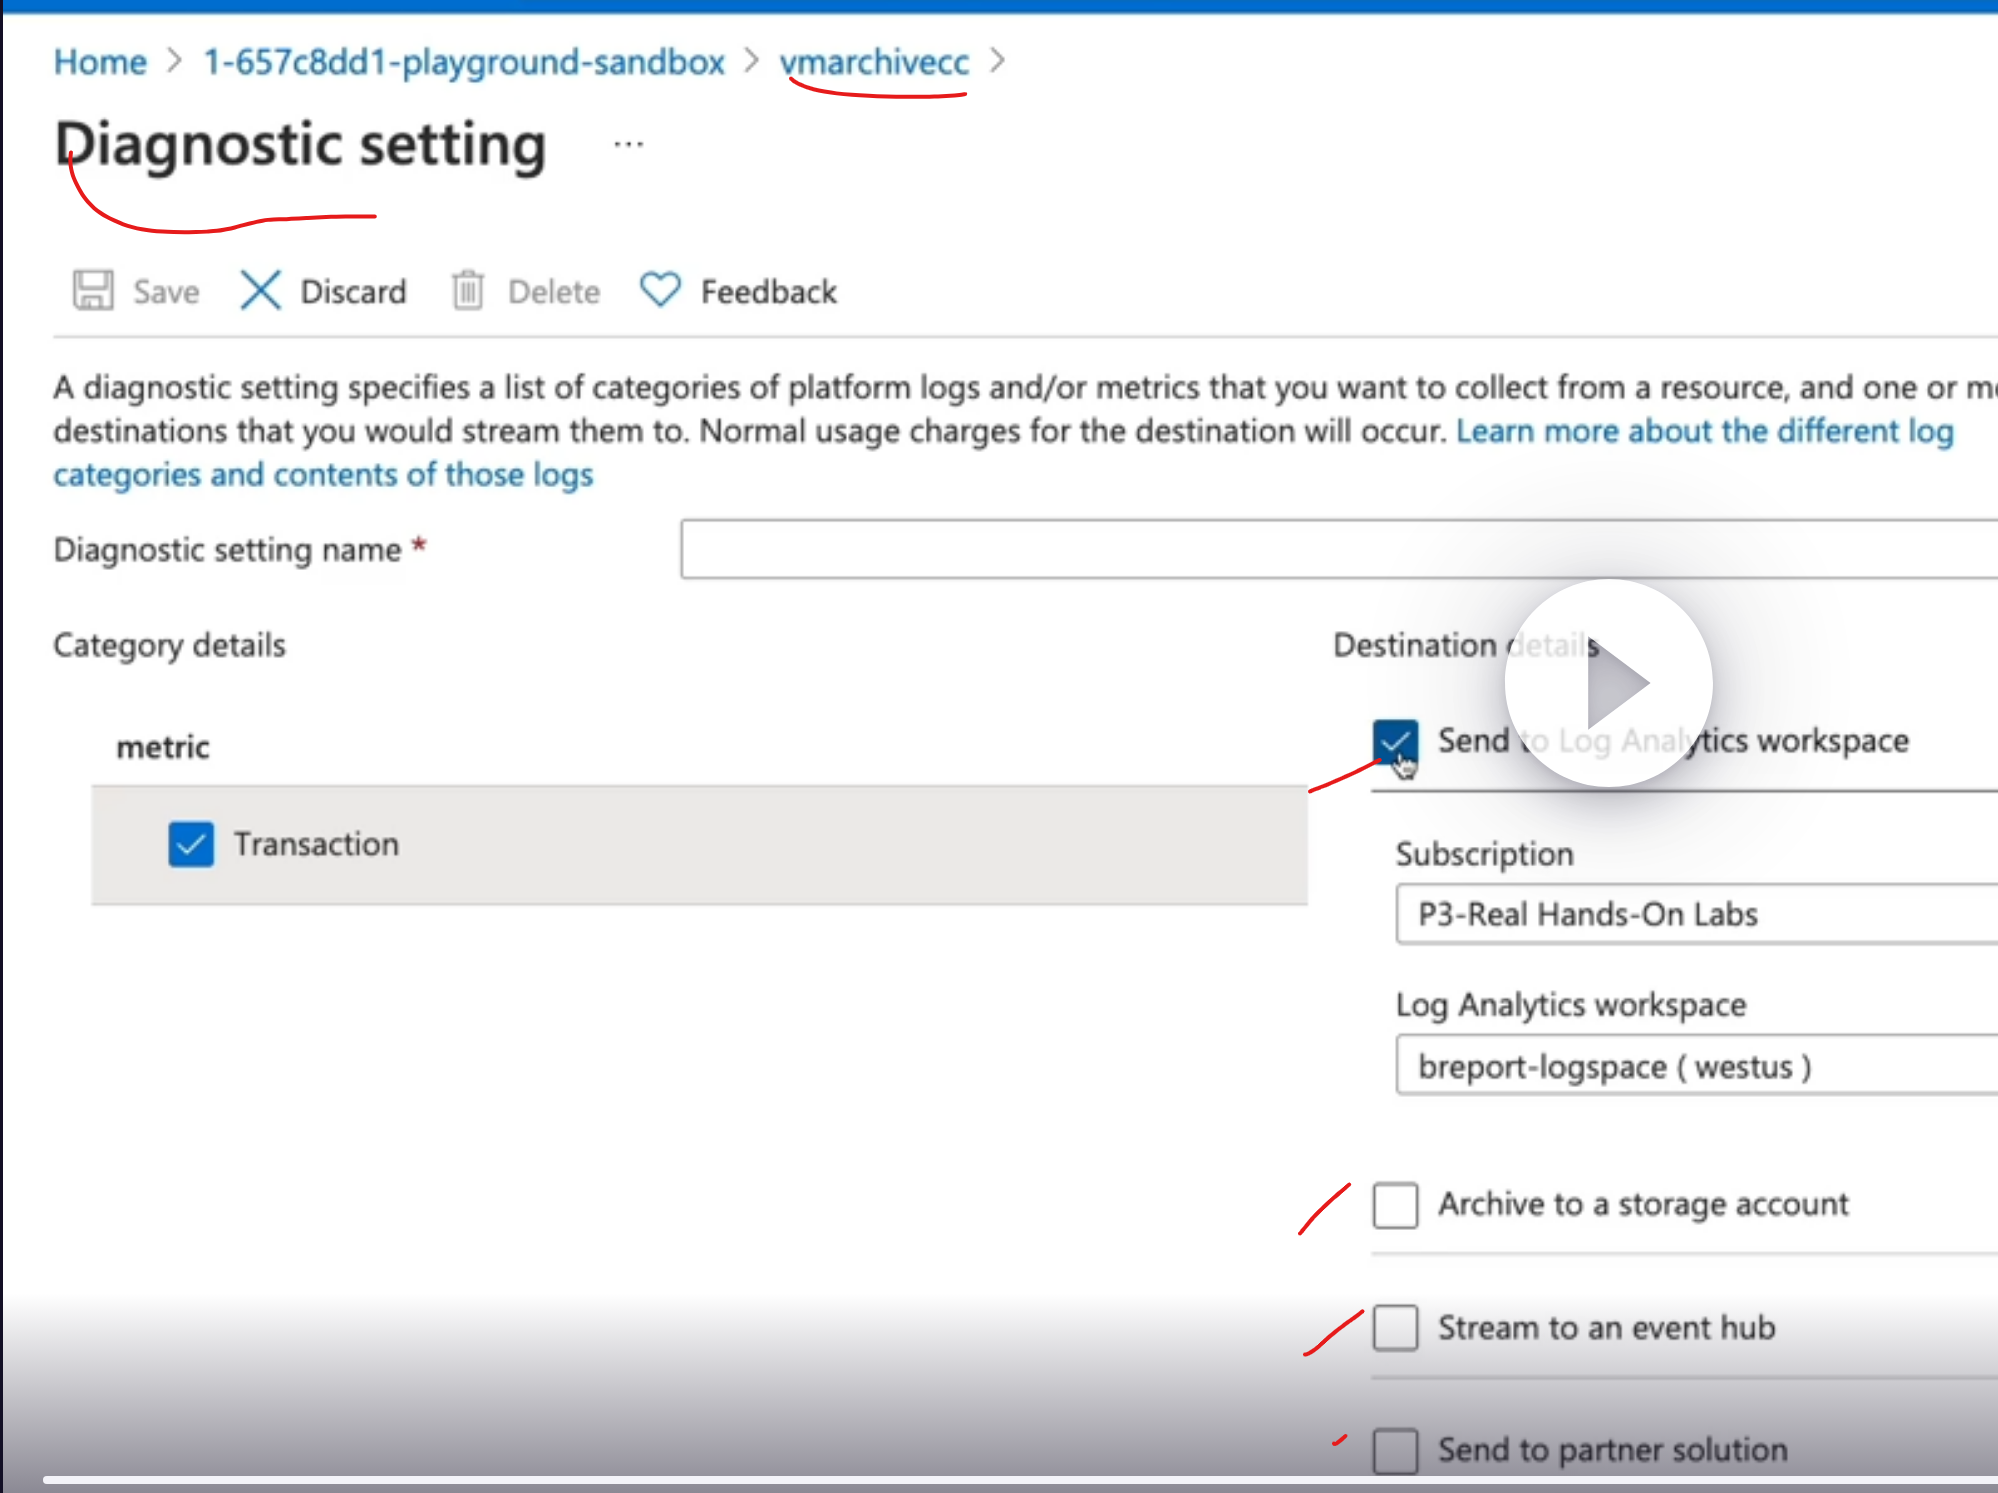 Home > 1-657c8dd1-playground-sandbox > vmarchivecc >
Diagnostic setting ...
Save Discard Delete Feedback
A diagnostic setting specifies a list of categories of platform logs and/or metrics that you want to collect from a resource, and one or
destinations that you would stream them to. Normal usage charges for the destination will occur. Learn more about the different log
categories and contents of those logs
Diagnostic setting name *
Category details
Destination details
metric
Send to Log Analytics workspace
Transaction
Subscription
P3-Real Hands-On Labs
Log Analytics workspace
breport-logspace ( westus )
Archive to a storage account
Stream to an event hub
Send to partner solution